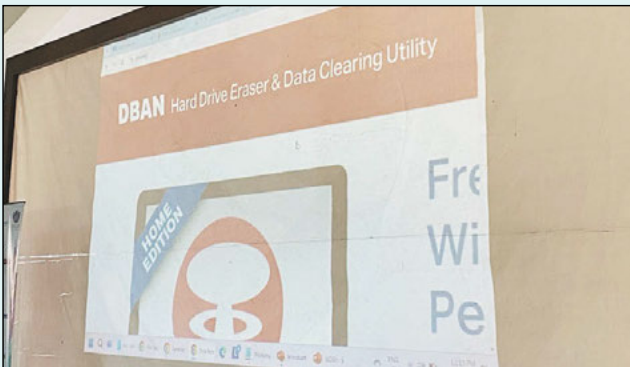 DBAN Hard Drive Eraser & Data Clearing Utility
HOME
EDITION
Fre
Wi
Pe